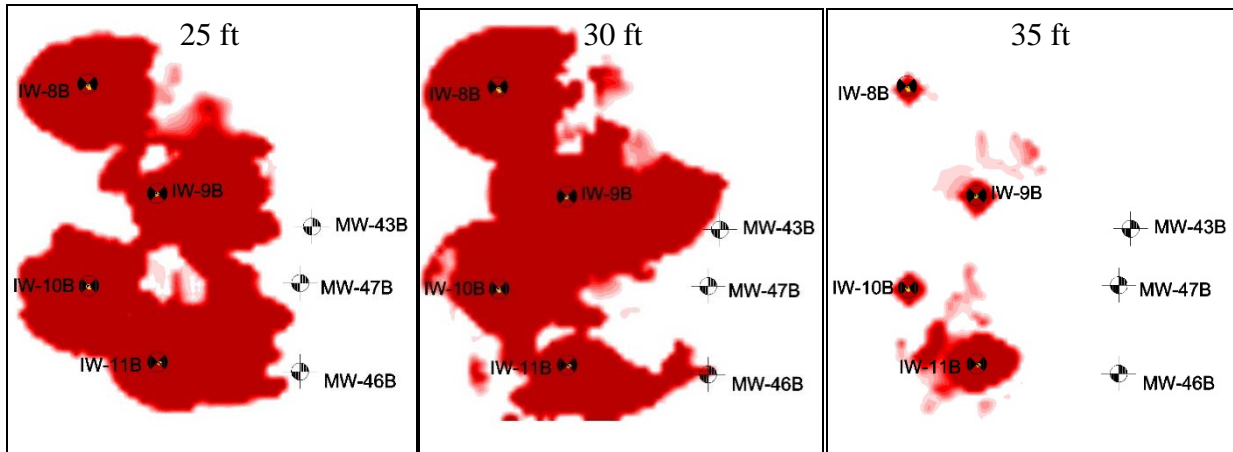 25 ft
IW-8B
IW-9B
MW-43B
IW-10B
MW-47B
IW-11B
MW-46B
30 ft
IW-8B
IW-9B
MW-43B
IW-10B
MW-47B
IW-11B
MW-46B
35 ft
IW-8B
IW-9B
MW-43B
IW-10B
MW-47B
IW-11B
MW-46B